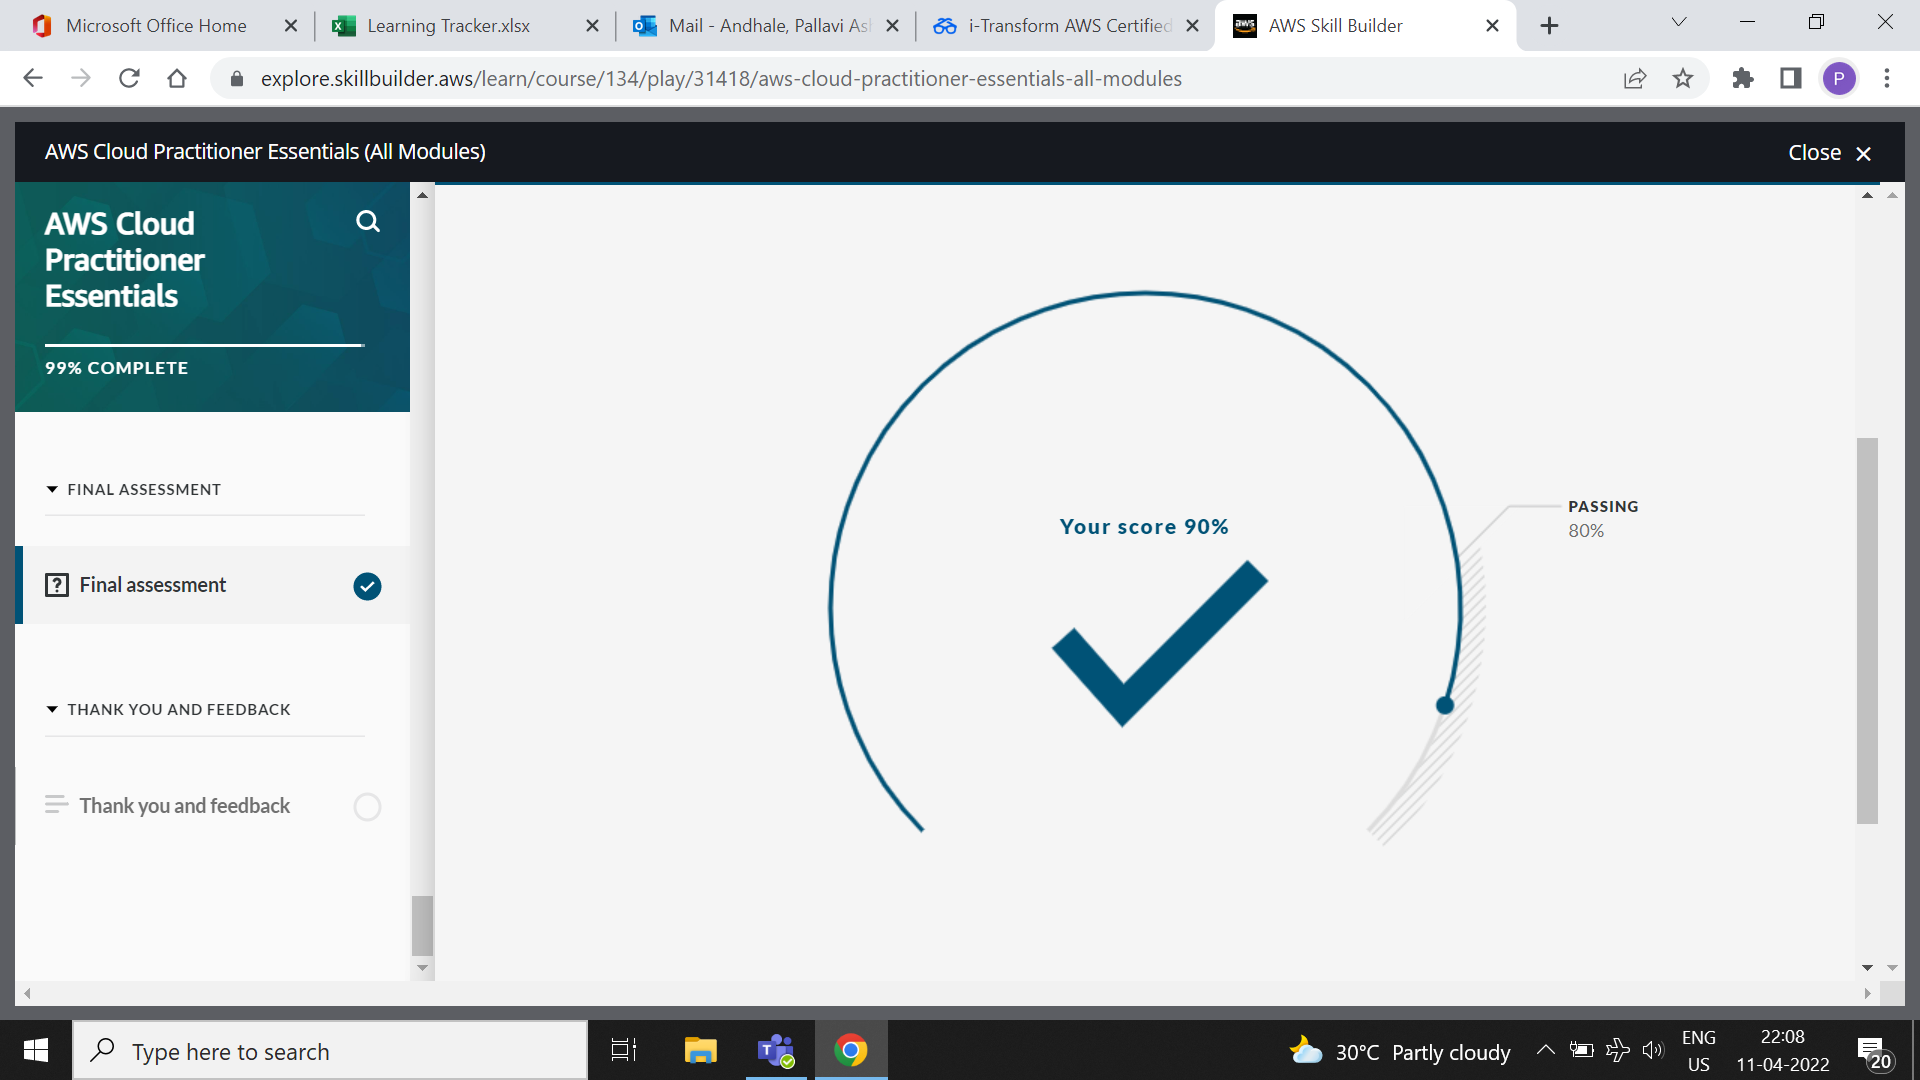 Microsoft Office Home
Learning Tracker.xlsx
Mail - Andhale, Pallavi As
i-Transform AWS Certified
aws
AWS Skill Builder
explore.skillbuilder.aws/learn/course/134/play/31418/aws-cloud-practitioner-essentials-all-modules
P
AWS Cloud Practitioner Essentials (All Modules)
Close
AWS Cloud
Practitioner
Essentials
99% COMPLETE
FINAL ASSESSMENT
Final assessment
THANK YOU AND FEEDBACK
Thank you and feedback
Your score 90%
PASSING
80%
Type here to search
30°C Partly cloudy
ENG
US
22:08
11-04-2022
20